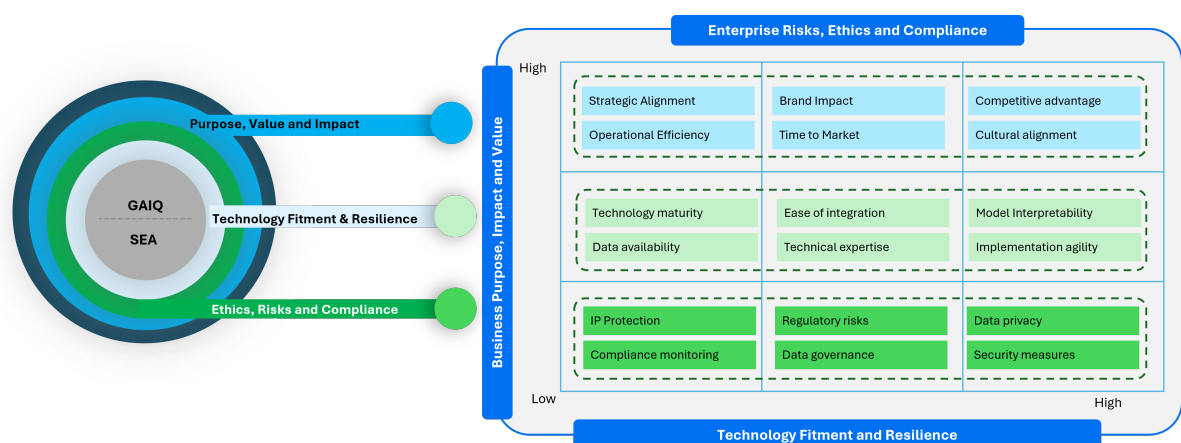 Enterprise Risks, Ethics and Compliance
High
Strategic Alignment
Brand Impact
Competitive advantage
Operational Efficiency
Time to Market
Cultural alignment
Purpose, Value and Impact
GAIQ
SEA
Technology Fitment & Resilience
Ethics, Risks and Compliance
Business Purpose, Impact and Value
Technology maturity
Ease of integration
Model Interpretability
Data availability
Technical expertise
Implementation agility
IP Protection
Regulatory risks
Data privacy
Compliance monitoring
Data governance
Security measures
Low
High
Technology Fitment and Resilience